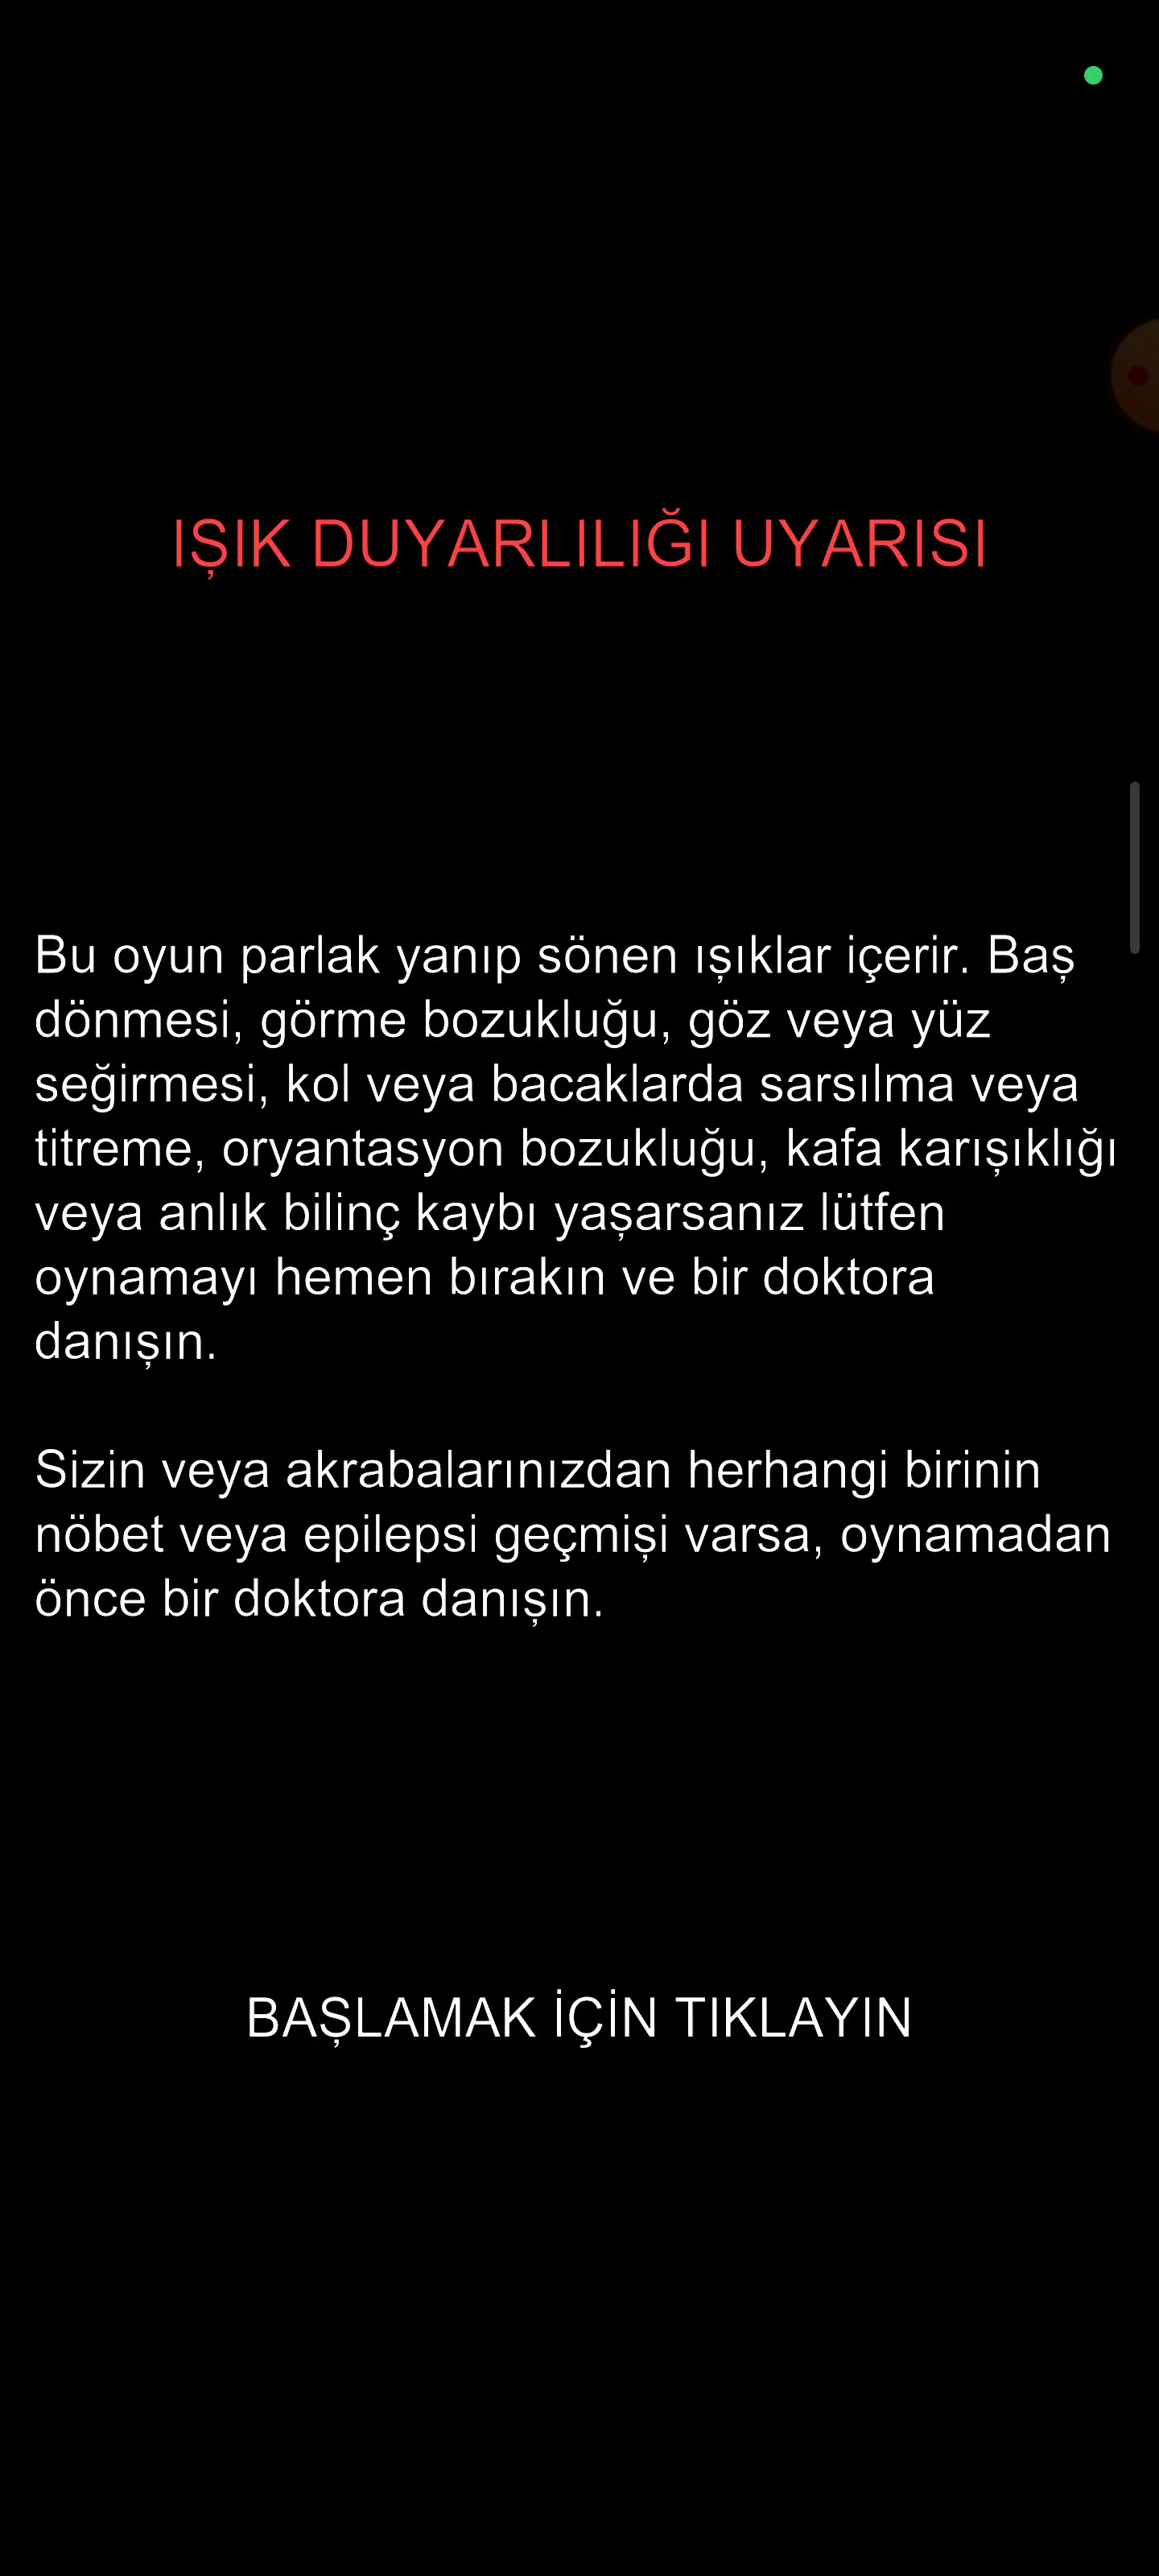 IŞIK DUYARLILIĞI UYARISI
Bu oyun parlak yanıp sönen ışıklar içerir. Baş
dönmesi, görme bozukluğu, göz veya yüz
seğirmesi, kol veya bacaklarda sarsılma veya
titreme, oryantasyon bozukluğu, kafa karışıklığı
veya anlık bilinç kaybı yaşarsanız lütfen
oynamayı hemen bırakın ve bir doktora
danışın.
Sizin veya akrabalarınızdan herhangi birinin
nöbet veya epilepsi geçmişi varsa, oynamadan
önce bir doktora danışın.
BAŞLAMAK İÇİN TIKLAYIN